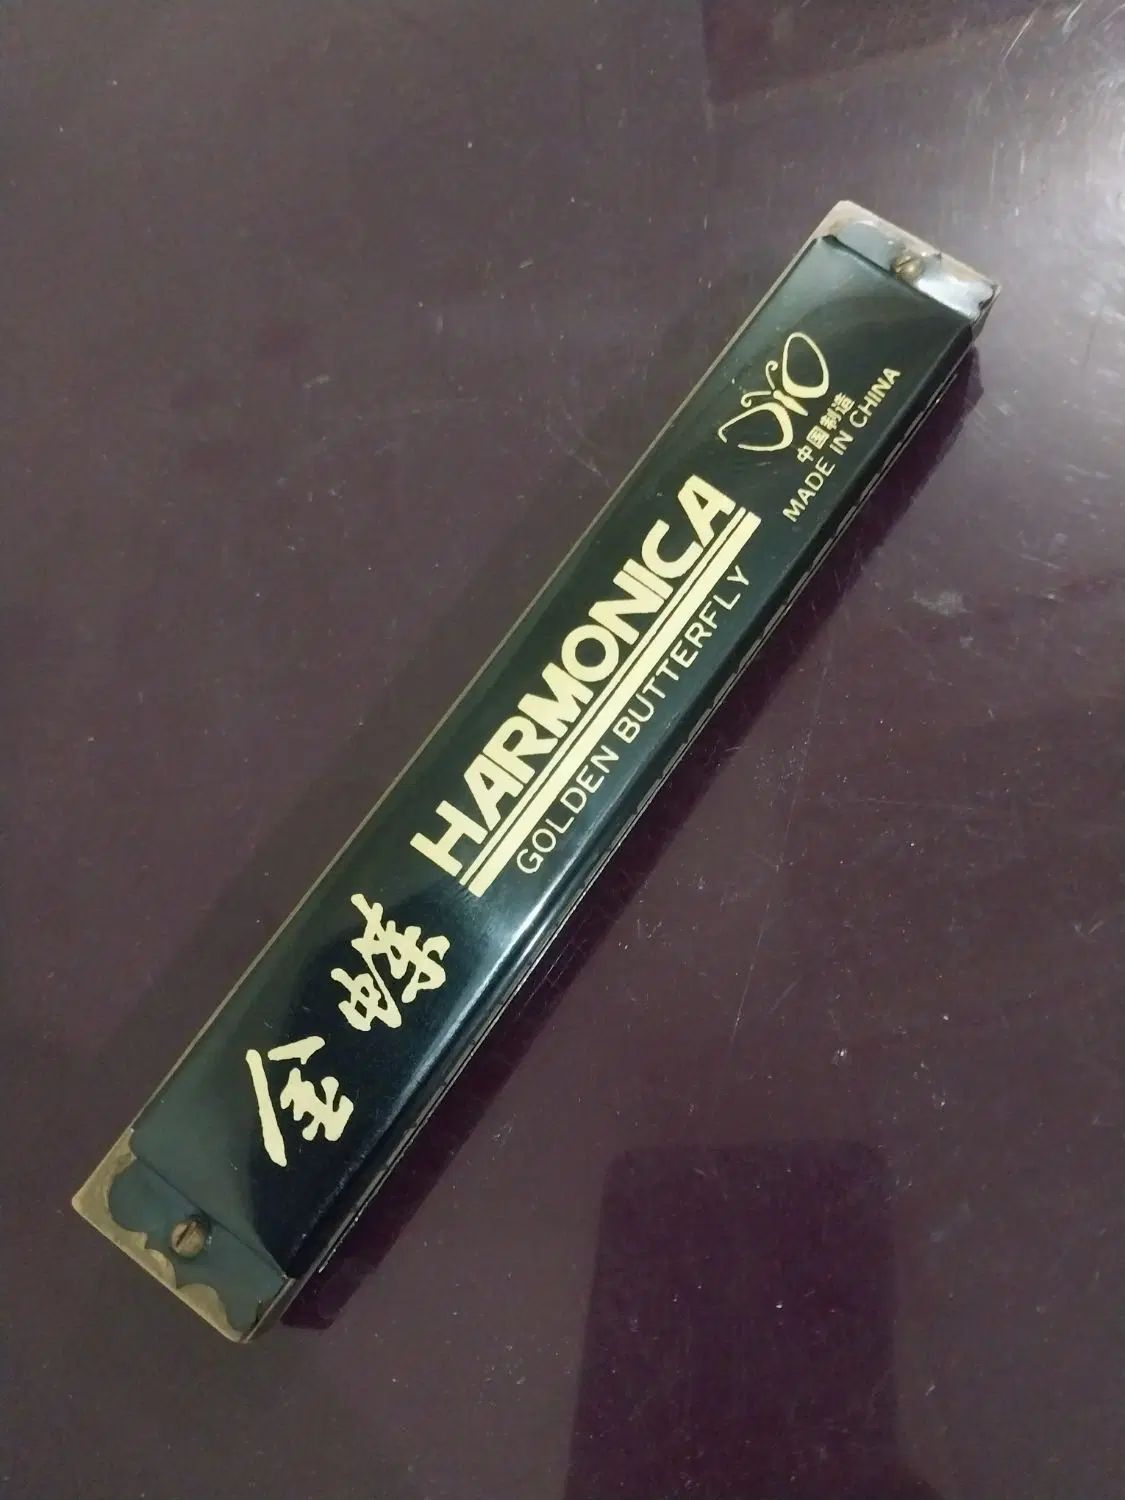 金蝶
HARMONICA
GOLDEN BUTTERFLY
中国制造
MADE IN CHINA